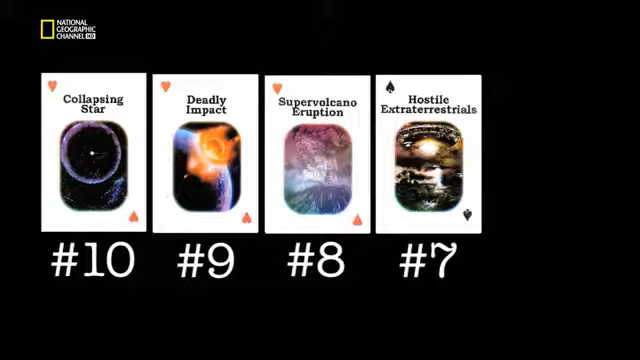 NATIONAL
GEOGRAPHIC
CHANNEL HD
Collapsing
Star
Deadly
Impact
Supervolcano
Eruption
Hostile
Extraterrestrials
#10
#9
#8
#7